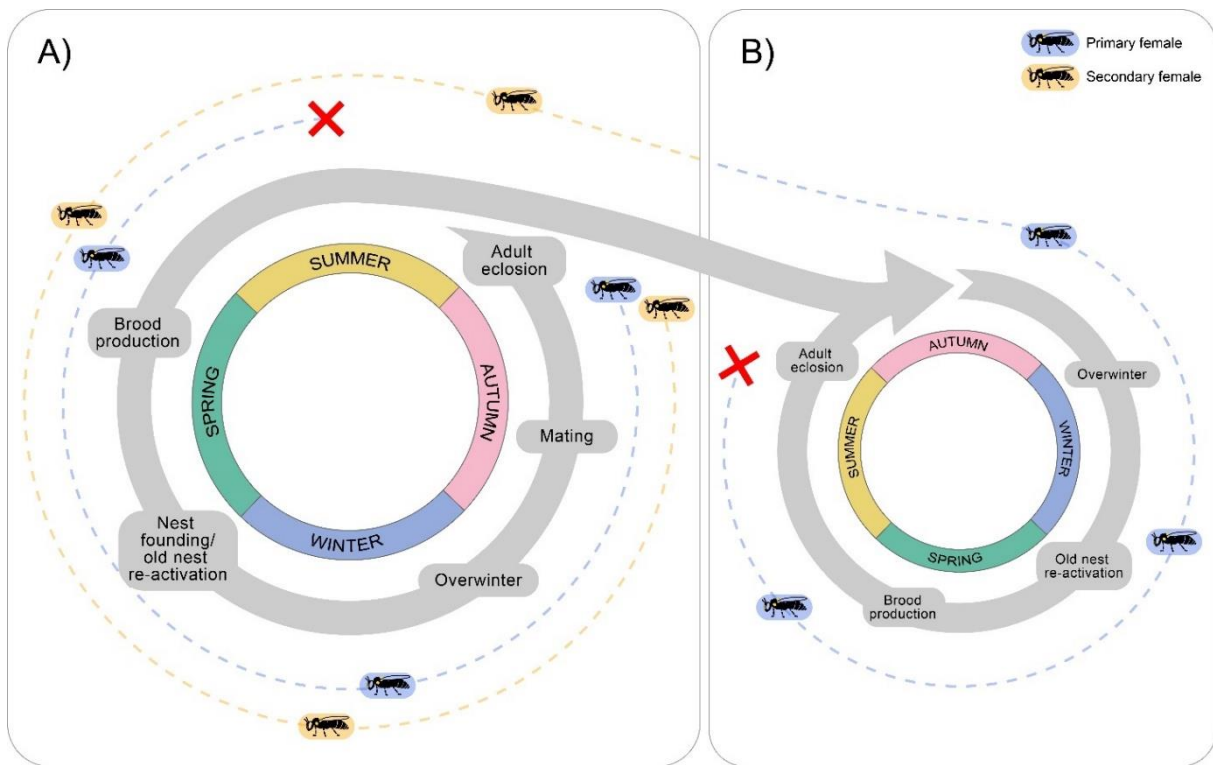 A)
SUMMER
AUTUMN
WINTER
SPRING
Adult
eclosion
Mating
Overwinter
Nest
founding/
old nest
re-activation
Brood
production
B)
Primary female
Secondary female
AUTUMN
WINTER
SPRING
SUMMER
Overwinter
Old nest
re-activation
Brood
production
Adult
eclosion